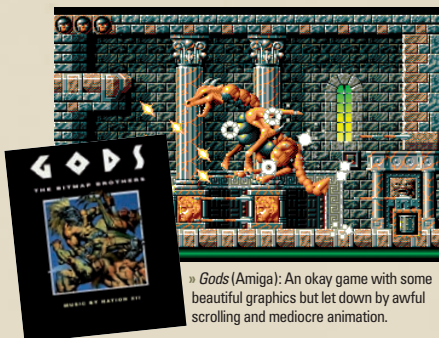 GODS
THE BITMAP BROTHERS
MUSIC BY NATION XII
» Gods (Amiga): An okay game with some
beautiful graphics but let down by awful
scrolling and mediocre animation.